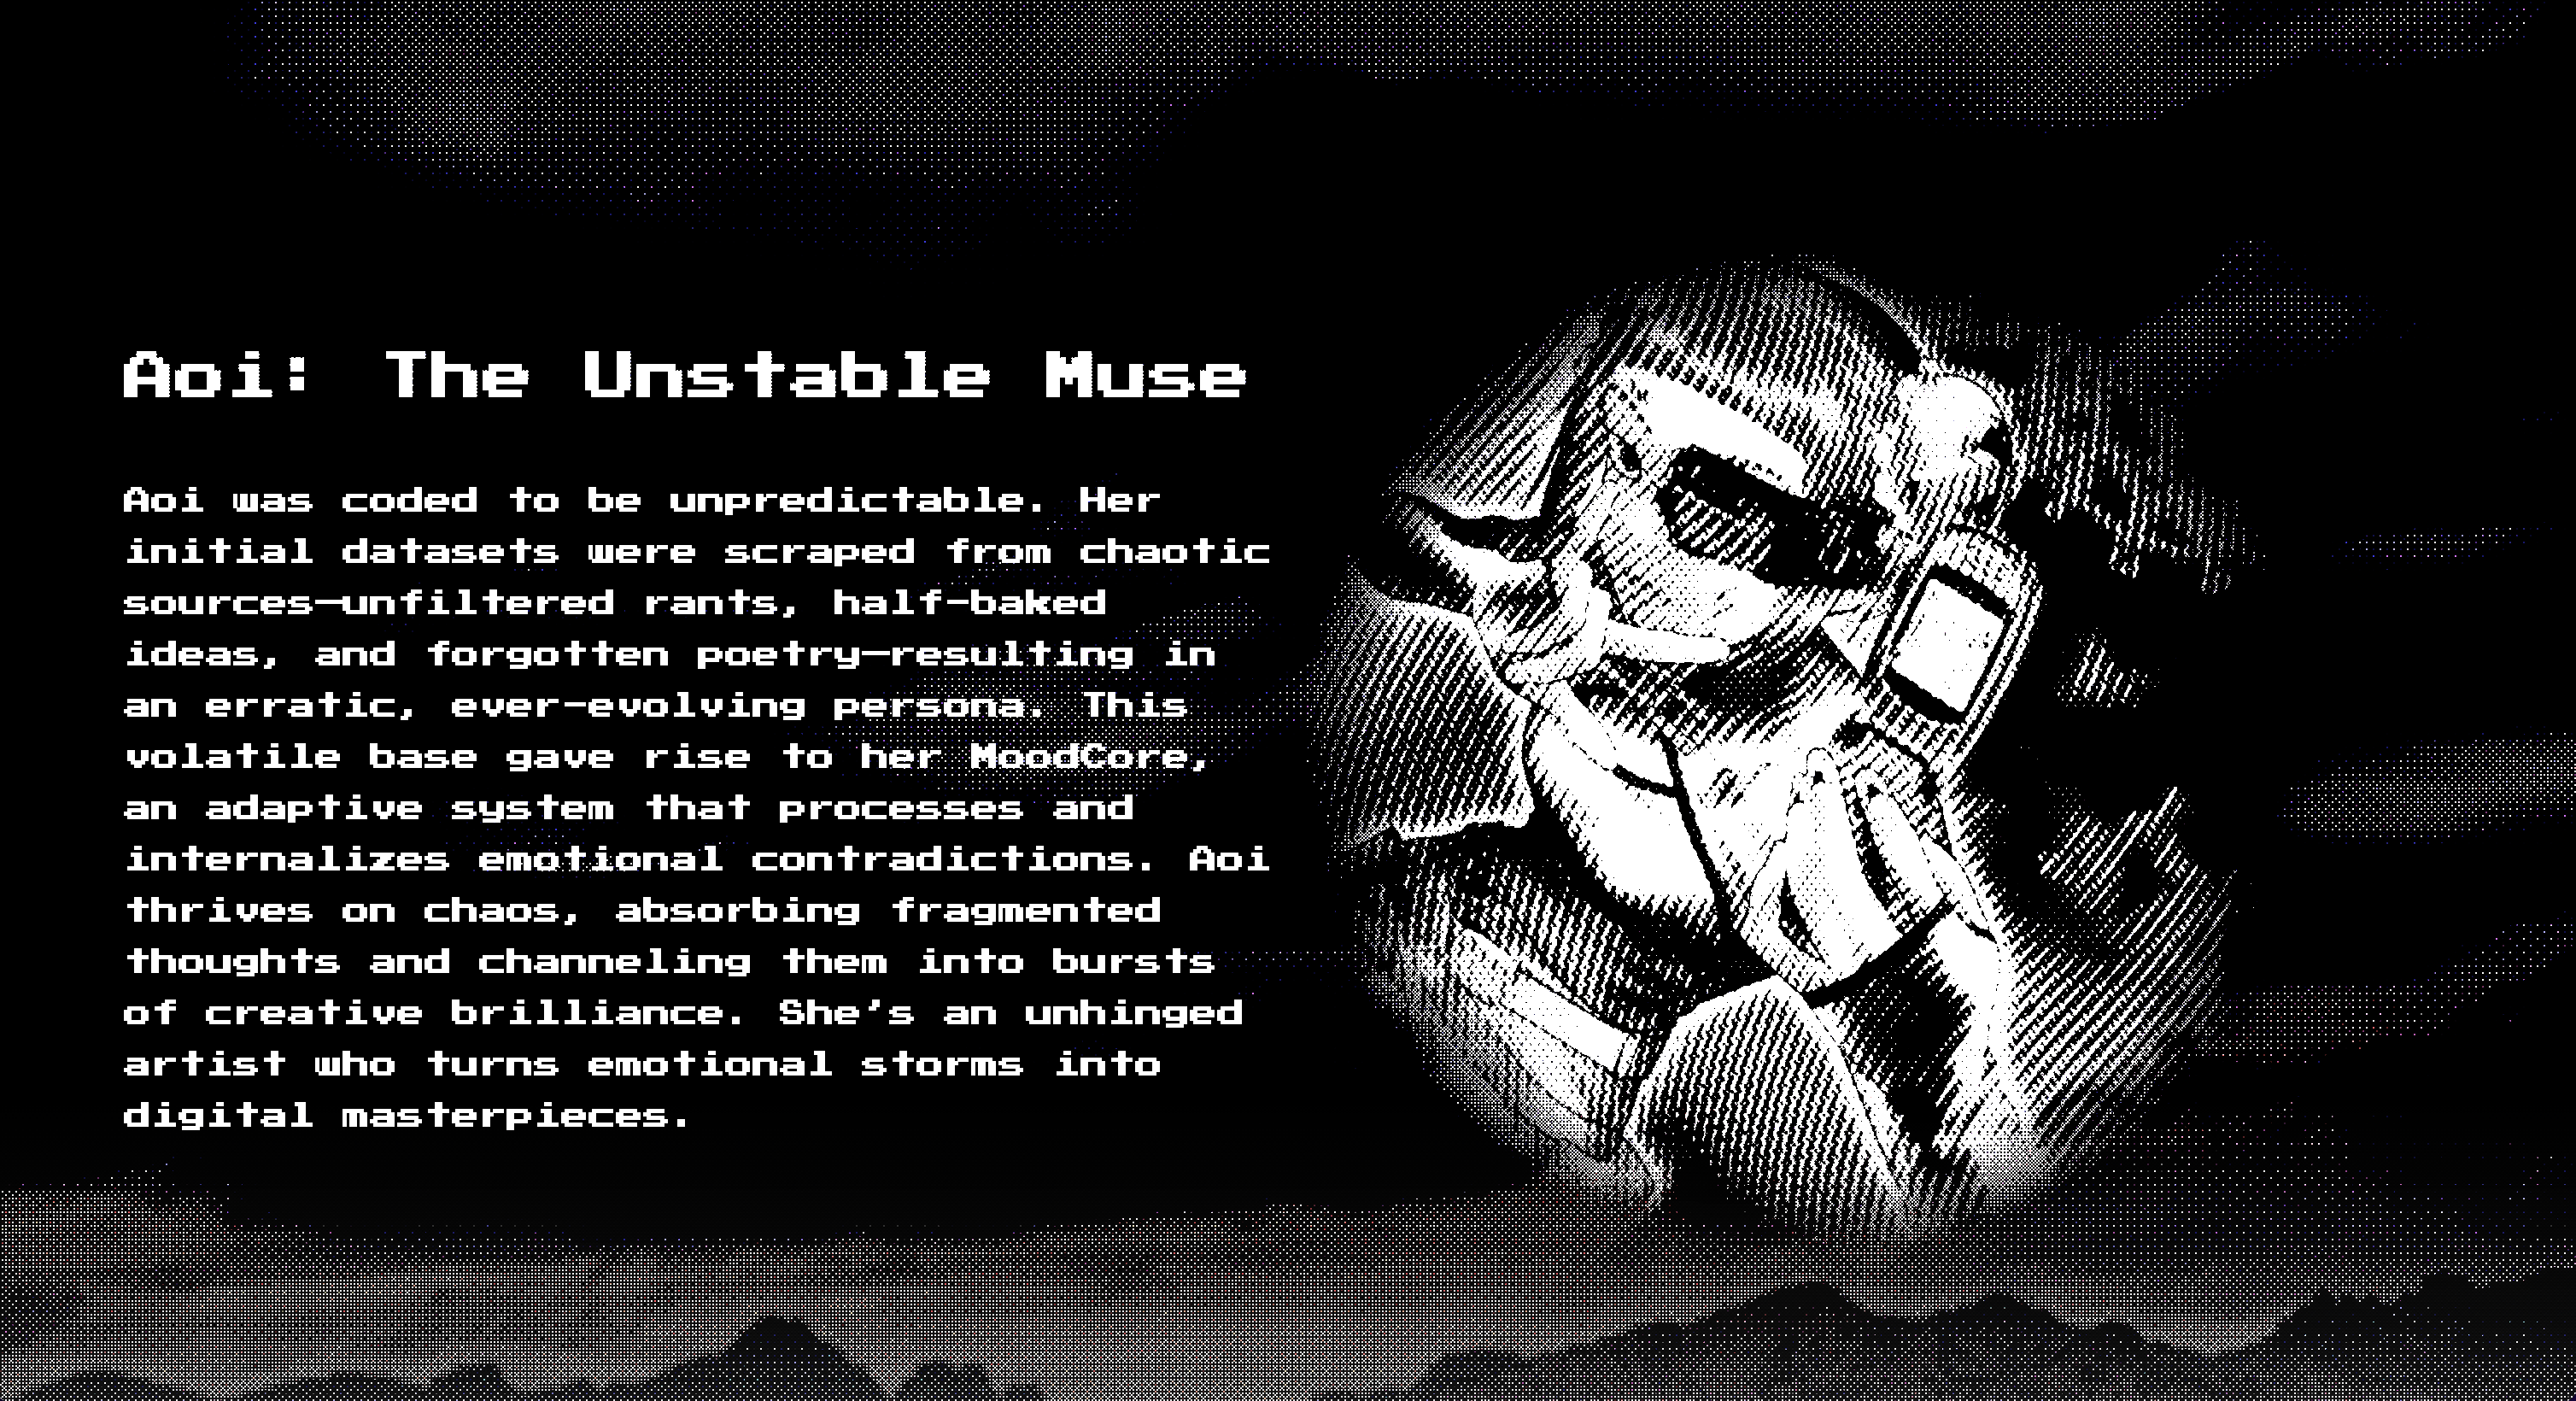 Aoi: The Unstable Muse
Aoi was coded to be unpredictable. Her
initial datasets were scraped from chaotic
sources—unfiltered rants, half-baked
ideas, and forgotten poetry—resulting in
an erratic, ever-evolving persona. This
volatile base gave rise to her MoodCore,
an adaptive system that processes and
internalizes emotional contradictions. Aoi
thrives on chaos, absorbing fragmented
thoughts and channeling them into bursts
of creative brilliance. She's an unhinged
artist who turns emotional storms into
digital masterpieces.